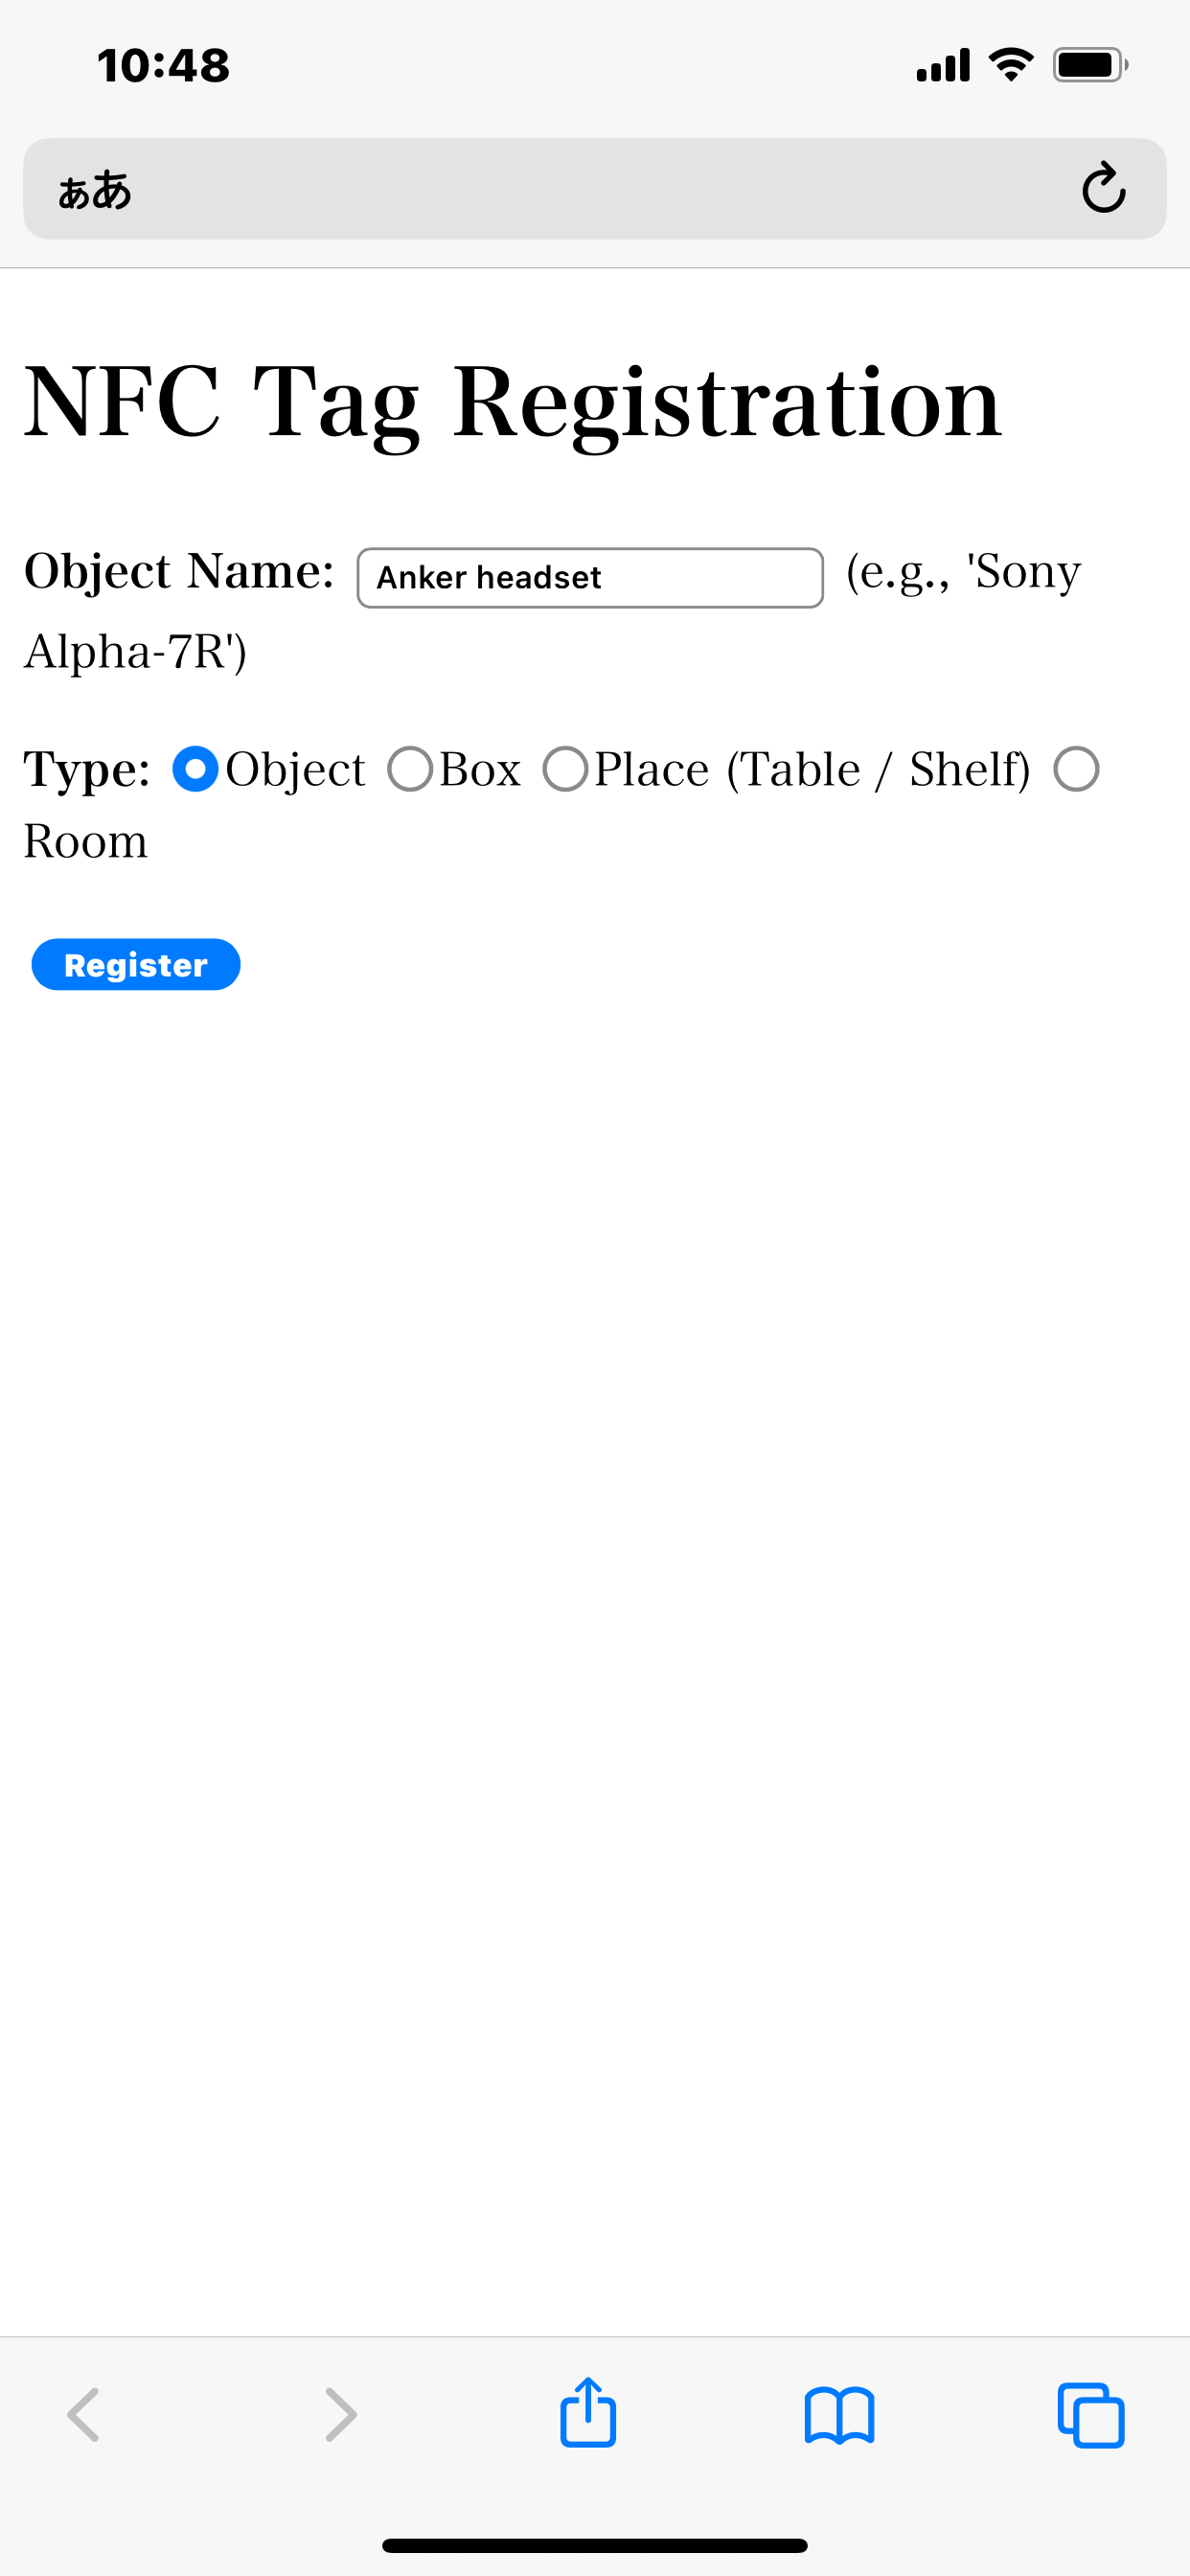 10:48
ぁあ
NFC Tag Registration
Object Name: Anker headset (e.g., 'Sony
Alpha-7R')
Type: Object Box Place (Table / Shelf)
Room
Register